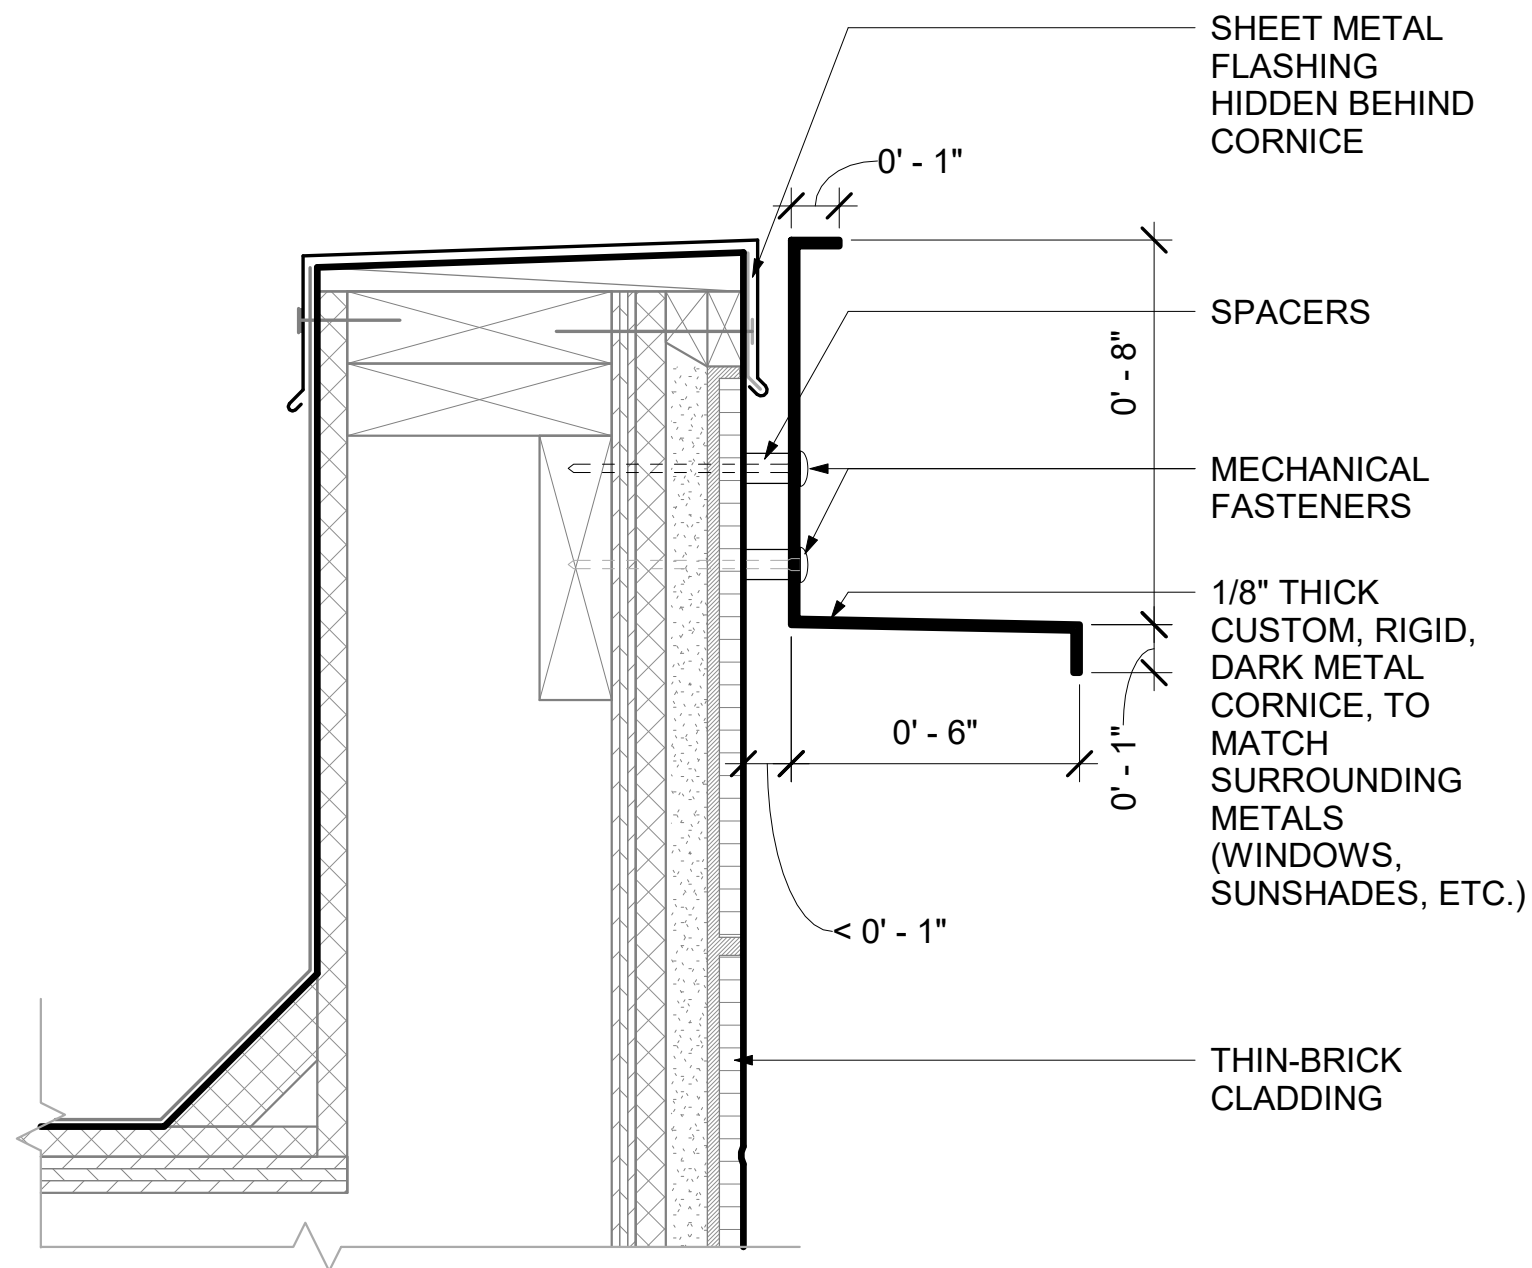 SHEET METAL
FLASHING
HIDDEN BEHIND
CORNICE
0' - 1"
SPACERS
0' - 8"
MECHANICAL
FASTENERS
1/8" THICK
CUSTOM, RIGID,
DARK METAL
CORNICE, TO
MATCH
SURROUNDING
METALS
(WINDOWS,
SUNSHADES, ETC.)
0' - 6"
0' - 1"
< 0' - 1"
THIN-BRICK
CLADDING